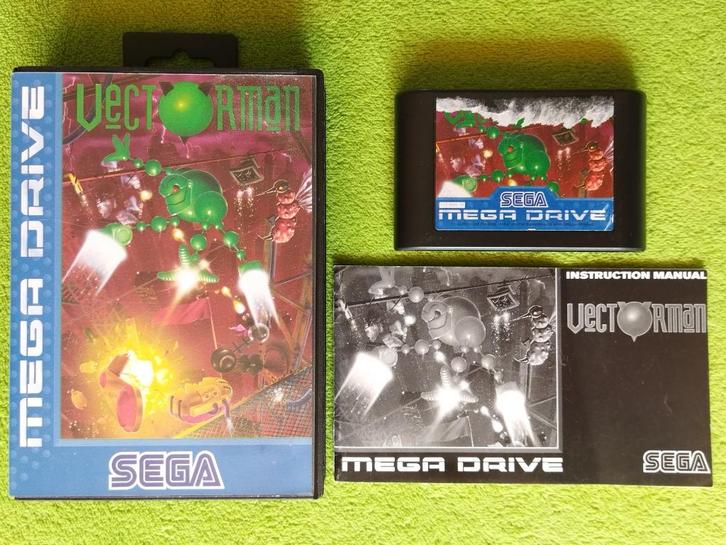 MEGA DRIVE
VECTORMAN
SEGA
SEGA
MEGA DRIVE
INSTRUCTION MANUAL
VECTORMAN
MEGA DRIVE
SEGA